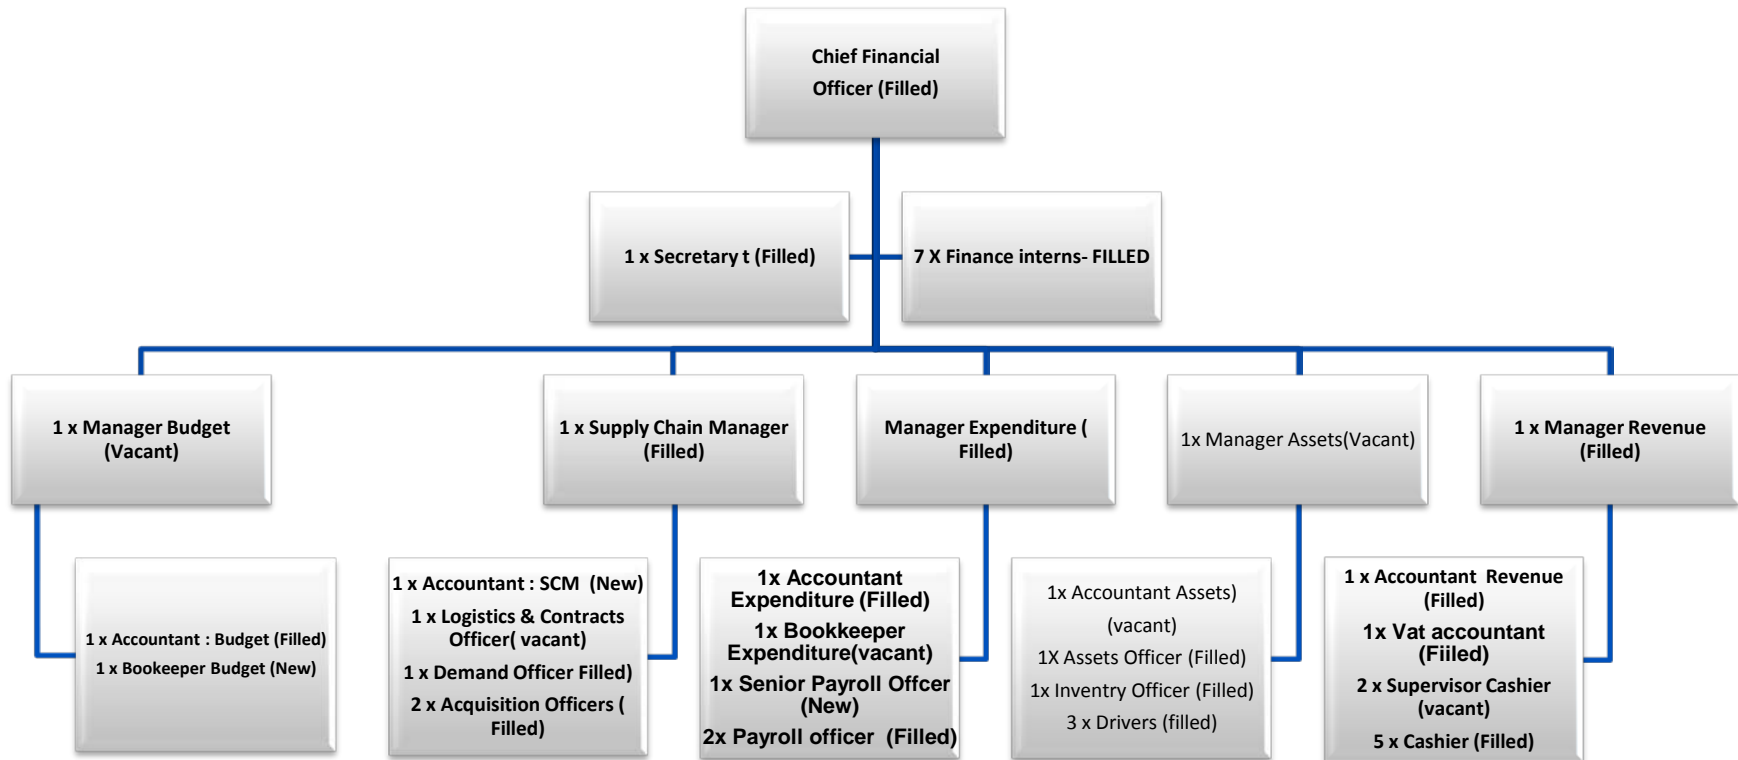 Chief Financial
Officer (Filled)
1 x Secretary t (Filled)
7 X Finance interns- FILLED
1 x Manager Budget
(Vacant)
1 x Supply Chain Manager
(Filled)
Manager Expenditure (
Filled)
1x Manager Assets(Vacant)
1 x Manager Revenue
(Filled)
1 x Accountant : Budget (Filled)
1 x Bookeeper Budget (New)
1 x Accountant : SCM (New)
1 x Logistics & Contracts
Officer( vacant)
1 x Demand Officer Filled)
2 x Acquisition Officers (
Filled)
1x Accountant
Expenditure (Filled)
1x Bookkeeper
Expenditure(vacant)
1x Senior Payroll Offcer
(New)
2x Payroll officer (Filled)
1x Accountant Assets)
(vacant)
1X Assets Officer (Filled)
1x Inventry Officer (Filled)
3 x Drivers (filled)
1 x Accountant Revenue
(Filled)
1x Vat accountant
(Fiiled)
2 x Supervisor Cashier
(vacant)
5 x Cashier (Filled)